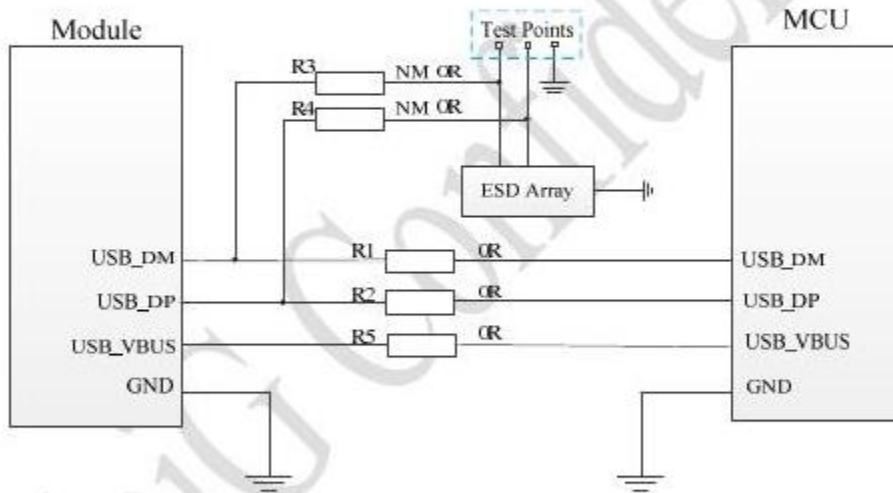 Module
Test Points
MCU
R3
NM 0R
R4
NM 0R
ESD Array
USB_DM
R1
0R
USB_DM
USB_DP
R2
0R
USB_DP
USB_VBUS
R5
0R
USB_VBUS
GND
GND